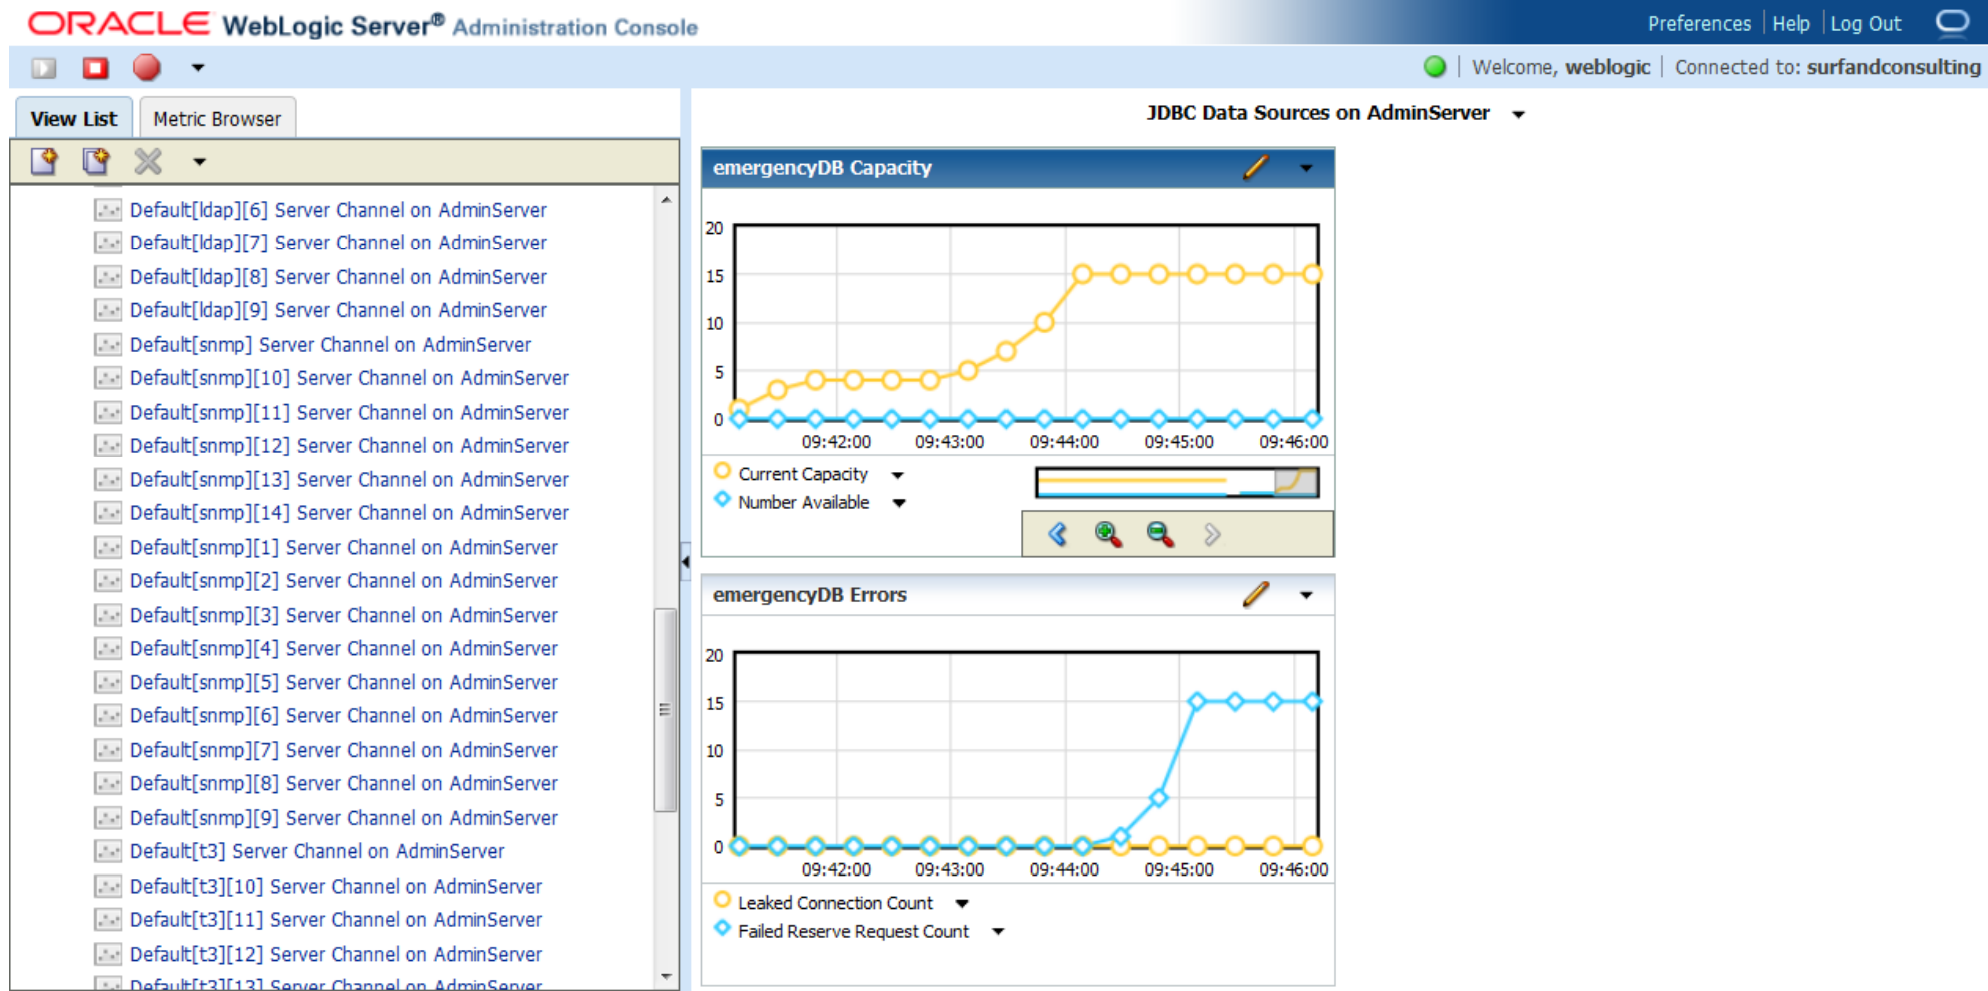 ORACLE WebLogic Server® Administration Console
Preferences | Help | Log Out
Welcome, weblogic | Connected to: surfandconsulting
View List
Metric Browser
Default[ldap][6] Server Channel on AdminServer
Default[ldap][7] Server Channel on AdminServer
Default[ldap][8] Server Channel on AdminServer
Default[ldap][9] Server Channel on AdminServer
Default[snmp] Server Channel on AdminServer
Default[snmp][10] Server Channel on AdminServer
Default[snmp][11] Server Channel on AdminServer
Default[snmp][12] Server Channel on AdminServer
Default[snmp][13] Server Channel on AdminServer
Default[snmp][14] Server Channel on AdminServer
Default[snmp][1] Server Channel on AdminServer
Default[snmp][2] Server Channel on AdminServer
Default[snmp][3] Server Channel on AdminServer
Default[snmp][4] Server Channel on AdminServer
Default[snmp][5] Server Channel on AdminServer
Default[snmp][6] Server Channel on AdminServer
Default[snmp][7] Server Channel on AdminServer
Default[snmp][8] Server Channel on AdminServer
Default[snmp][9] Server Channel on AdminServer
Default[t3] Server Channel on AdminServer
Default[t3][10] Server Channel on AdminServer
Default[t3][11] Server Channel on AdminServer
Default[t3][12] Server Channel on AdminServer
Default[t3][13] Server Channel on AdminServer
JDBC Data Sources on AdminServer
emergencyDB Capacity
20
15
10
5
0
09:42:00 09:43:00 09:44:00 09:45:00 09:46:00
Current Capacity
Number Available
emergencyDB Errors
20
15
10
5
0
09:42:00 09:43:00 09:44:00 09:45:00 09:46:00
Leaked Connection Count
Failed Reserve Request Count